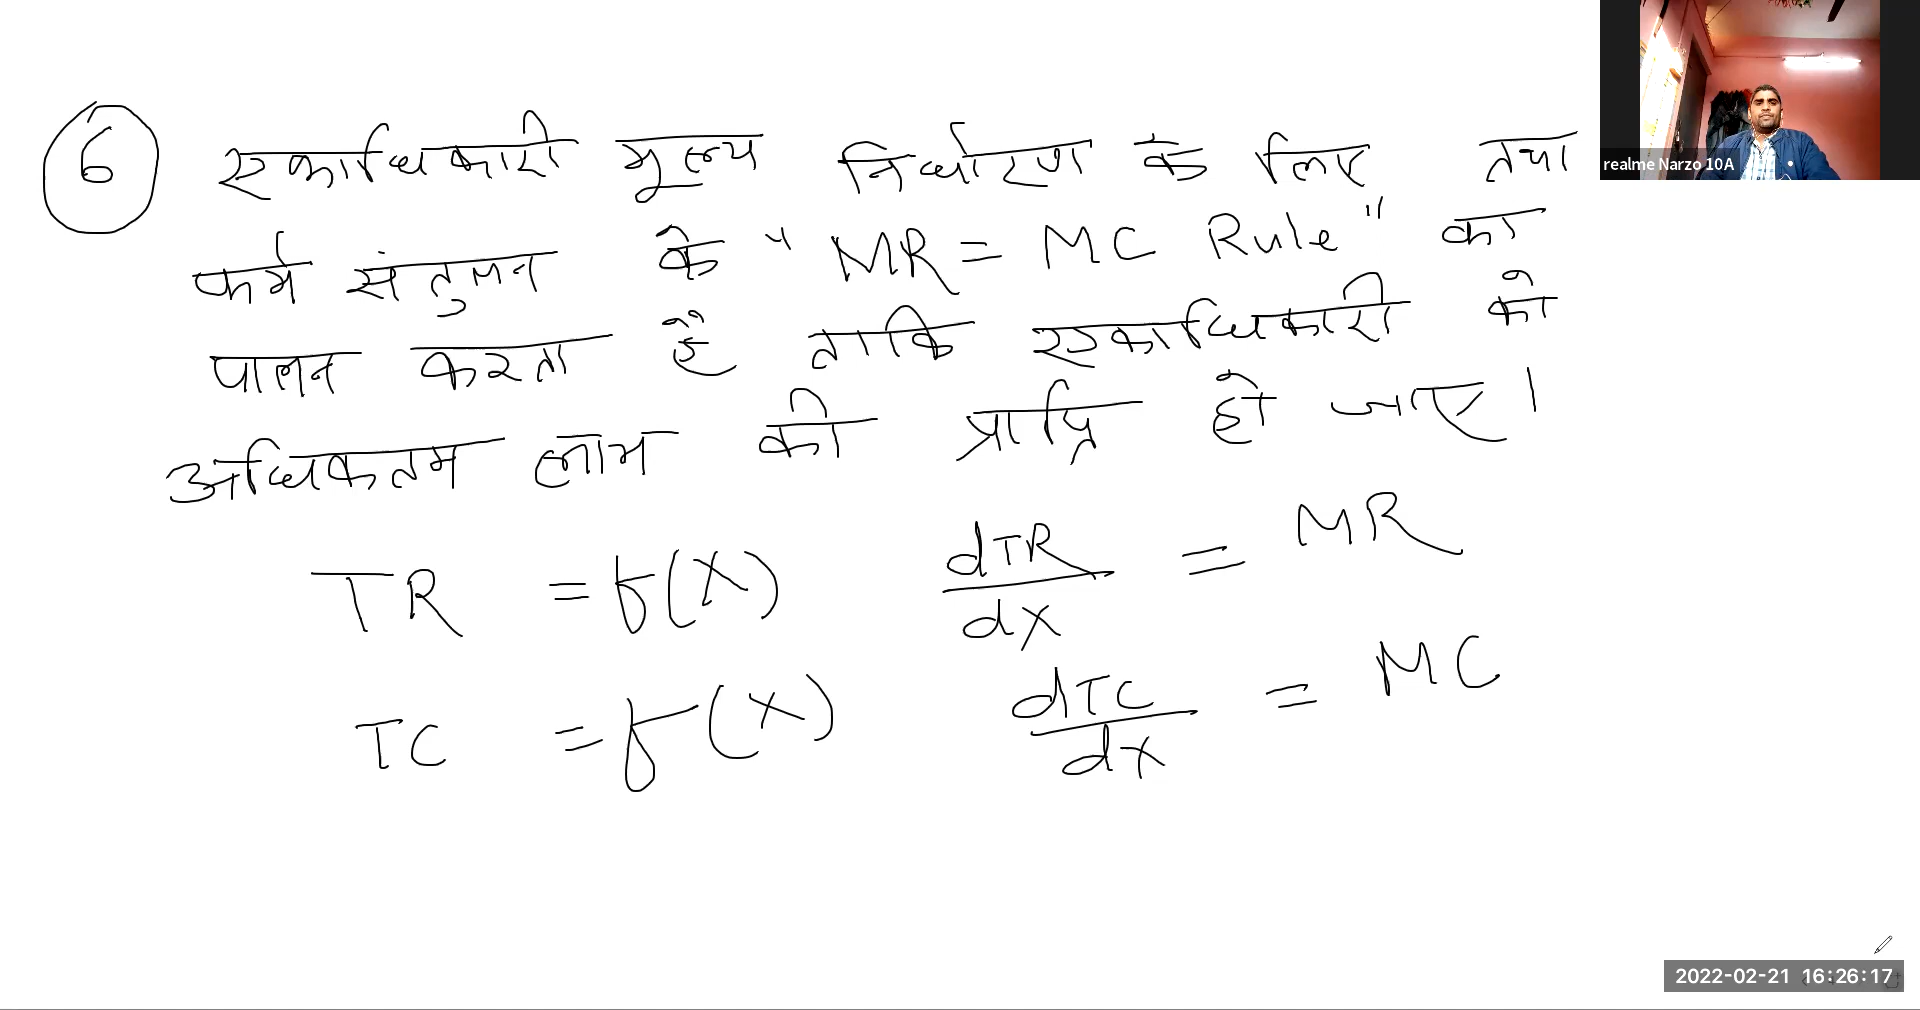 6 एकाधिकारी मूल्य निर्धारण के लिए तथा
फर्म संतुलन के "MR = MC Rule" का
पालन करता है ताकि एकाधिकारी को
अधिकतम लाभ की प्राप्ति हो जाए।
TR = f(X) dTR/dX = MR
TC = f(X) dTC/dX = MC
realme Narzo 10A
2022-02-21 16:26:17